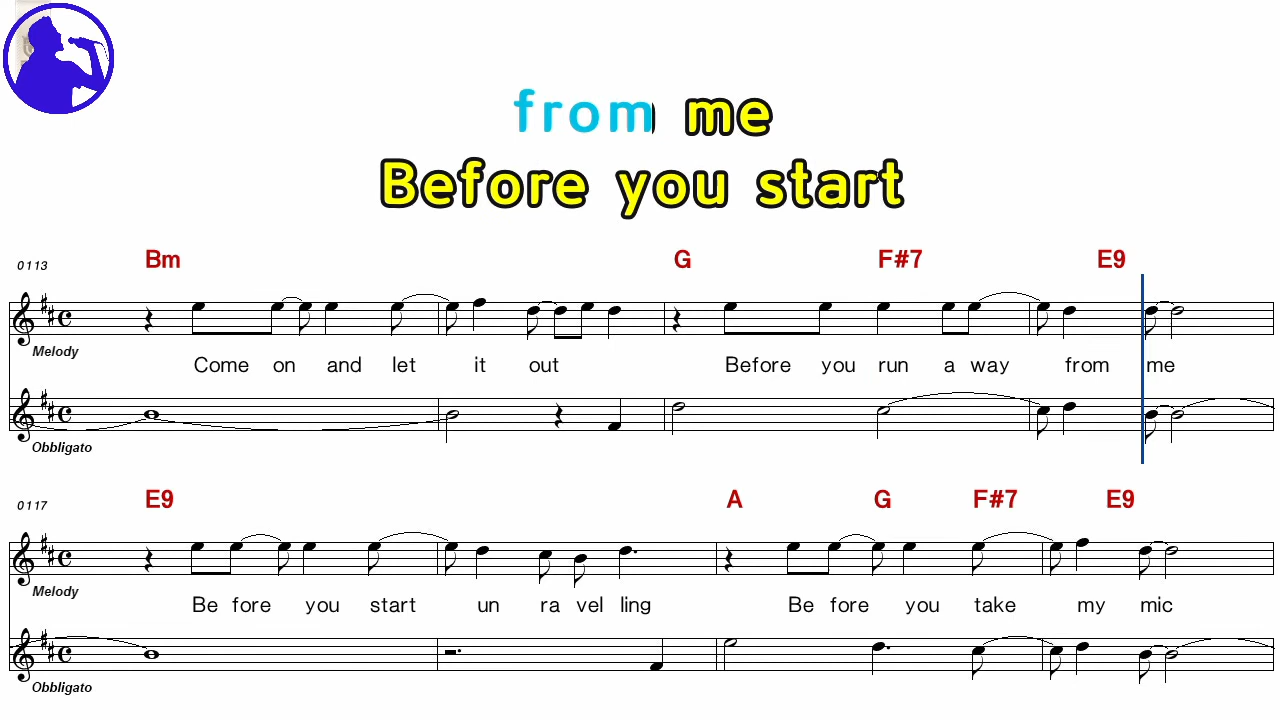 from me
Before you start
0113 Bm G F#7 E9
Melody
Come on and let it out Before you run a way from me
Obbligato
0117 E9 A G F#7 E9
Melody
Be fore you start un ra vel ling Be fore you take my mic
Obbligato